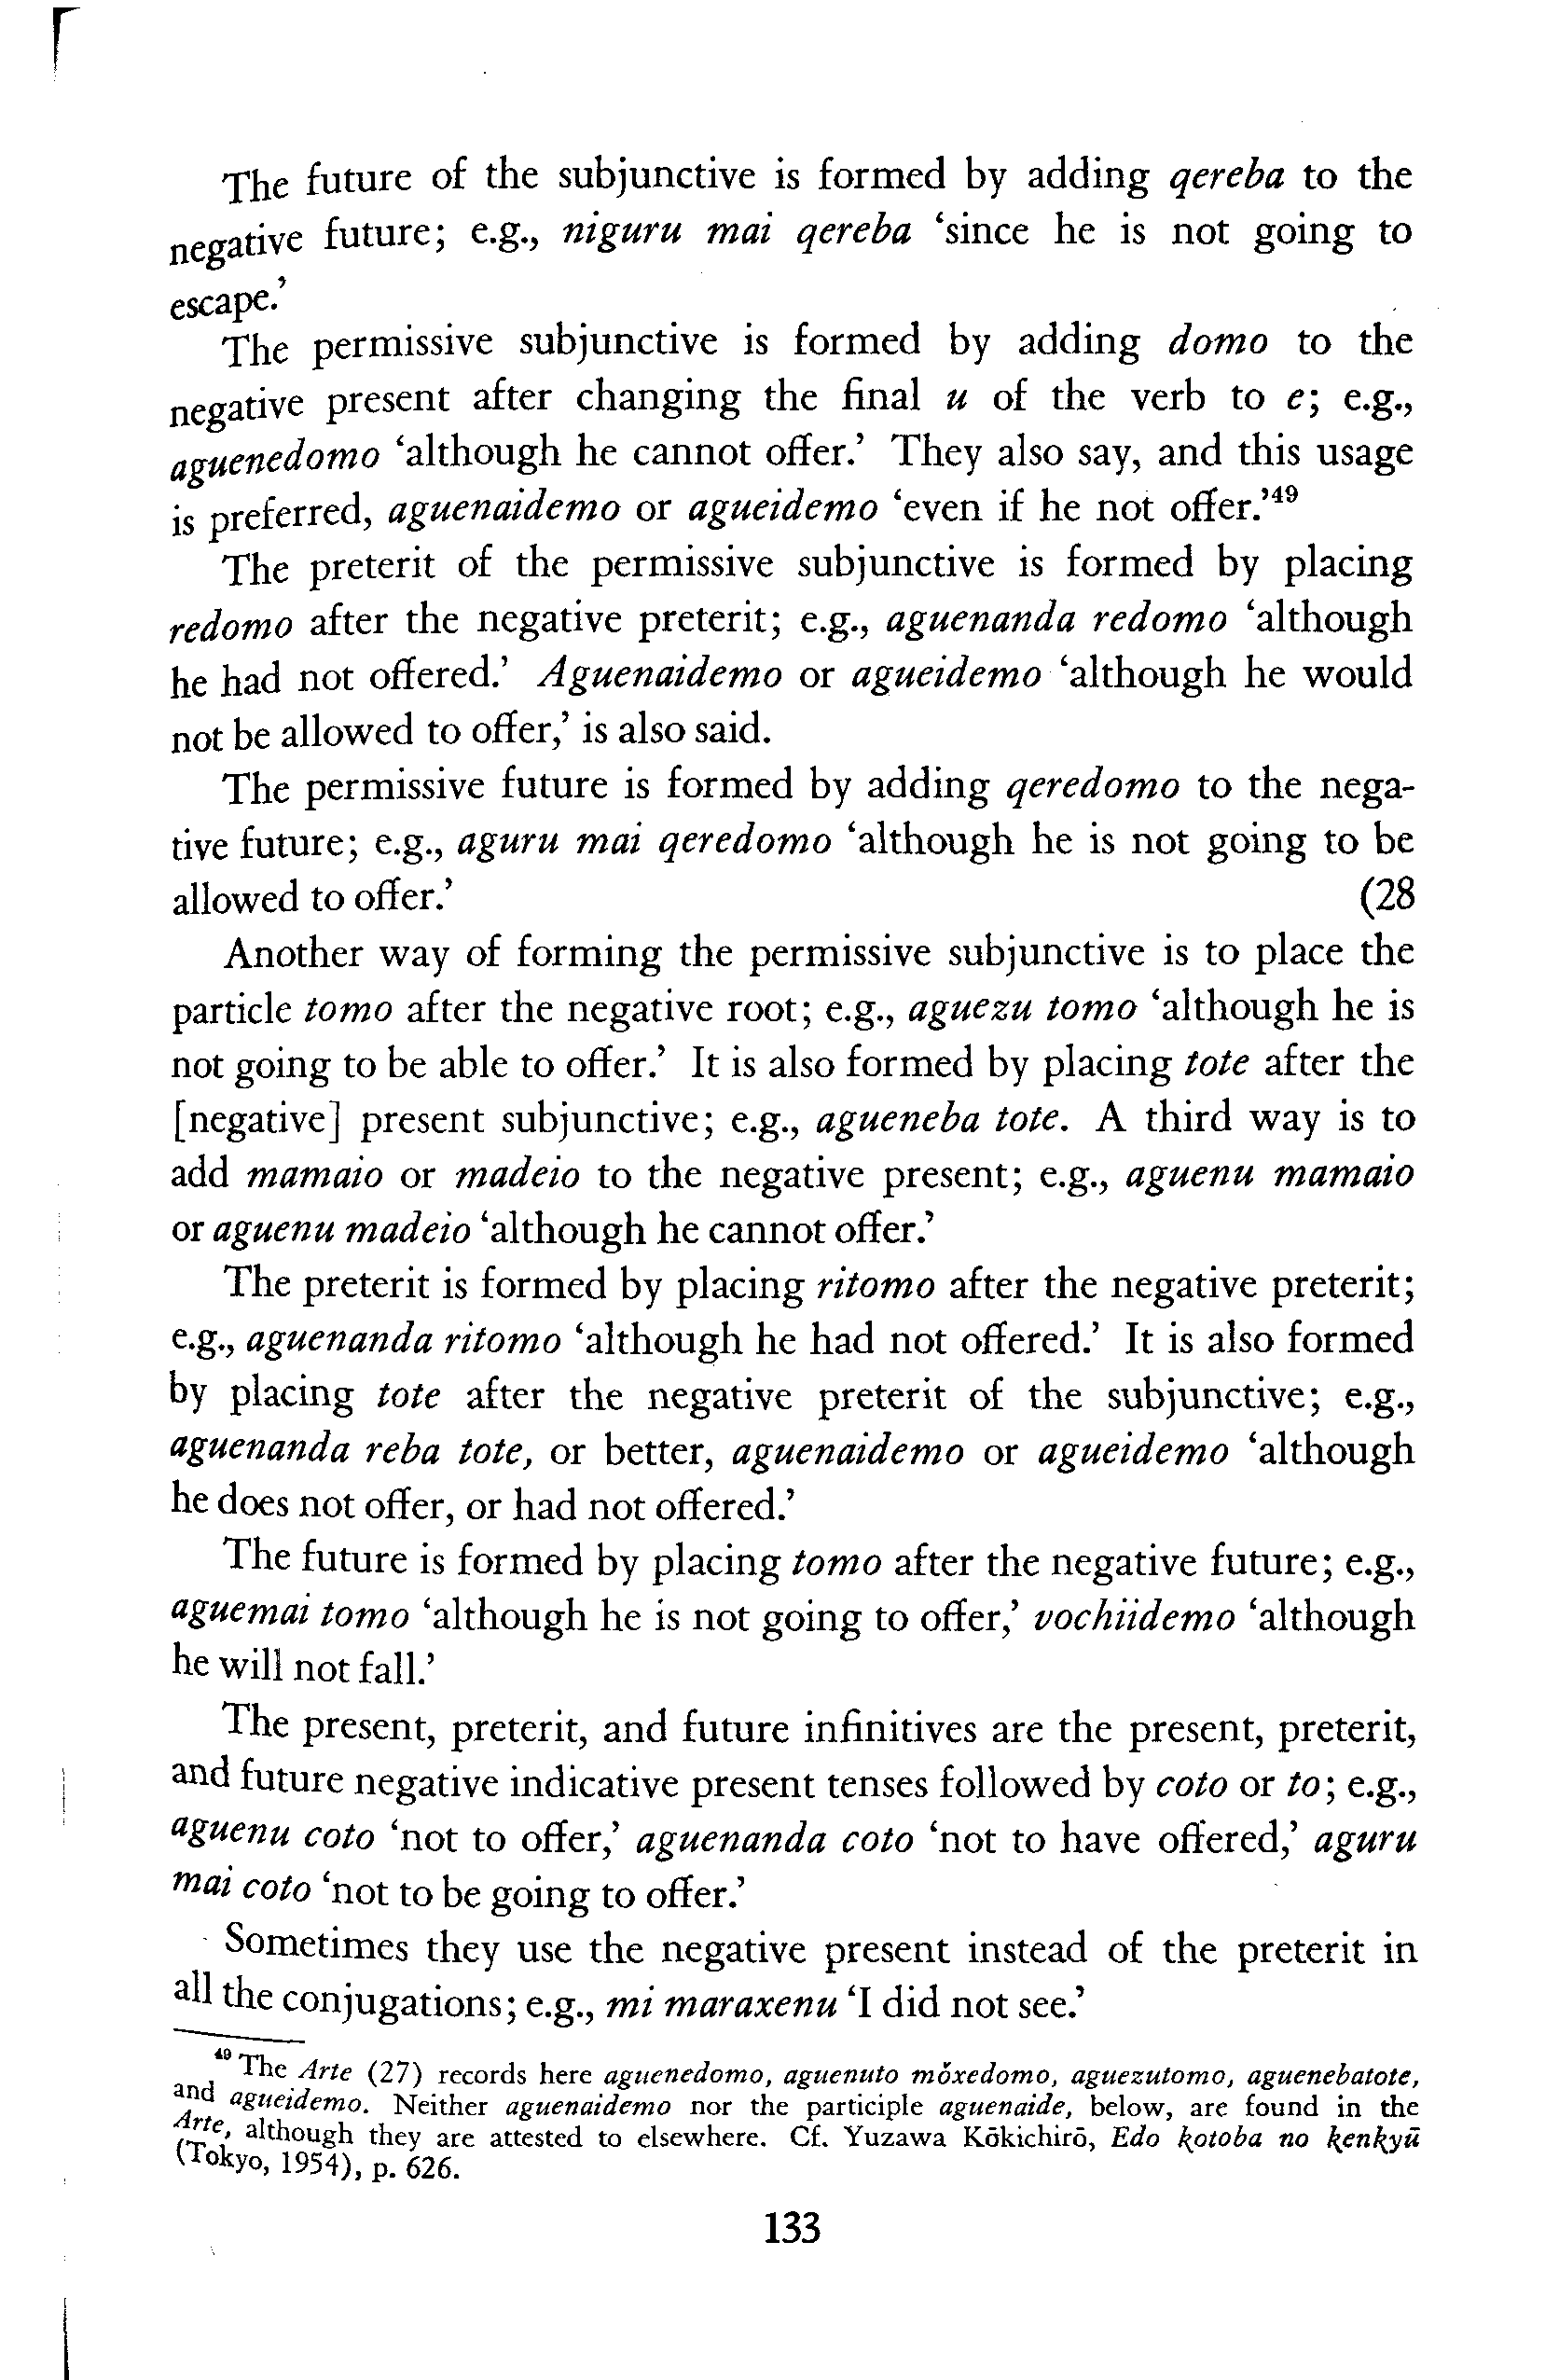 The future of the subjunctive is formed by adding qereba to the
negative future; e.g., niguru mai qereba ‘since he is not going to
escape.’
The permissive subjunctive is formed by adding domo to the
negative present after changing the final u of the verb to e; e.g.,
aguenedomo ‘although he cannot offer.’ They also say, and this usage
is preferred, aguenaidemo or agueidemo ‘even if he not offer.’49
The preterit of the permissive subjunctive is formed by placing
redomo after the negative preterit; e.g., aguenanda redomo ‘although
he had not offered.’ Aguenaidemo or agueidemo ‘although he would
not be allowed to offer,’ is also said.
The permissive future is formed by adding qeredomo to the nega-
tive future; e.g., aguru mai qeredomo ‘although he is not going to be
allowed to offer.’ (28
Another way of forming the permissive subjunctive is to place the
particle tomo after the negative root; e.g., aguezu tomo ‘although he is
not going to be able to offer.’ It is also formed by placing tote after the
[negative] present subjunctive; e.g., agueneba tote. A third way is to
add mamaio or madeio to the negative present; e.g., aguenu mamaio
or aguenu madeio ‘although he cannot offer.’
The preterit is formed by placing ritomo after the negative preterit;
e.g., aguenanda ritomo ‘although he had not offered.’ It is also formed
by placing tote after the negative preterit of the subjunctive; e.g.,
aguenanda reba tote, or better, aguenaidemo or agueidemo ‘although
he does not offer, or had not offered.’
The future is formed by placing tomo after the negative future; e.g.,
aguemai tomo ‘although he is not going to offer,’ vochiidemo ‘although
he will not fall.’
The present, preterit, and future infinitives are the present, preterit,
and future negative indicative present tenses followed by coto or to; e.g.,
aguenu coto ‘not to offer,’ aguenanda coto ‘not to have offered,’ aguru
mai coto ‘not to be going to offer.’
Sometimes they use the negative present instead of the preterit in
all the conjugations; e.g., mi maraxenu ‘I did not see.’
49 The Arte (27) records here aguenedomo, aguenuto móxedomo, aguezutomo, aguenebatote,
and agueidemo. Neither aguenaidemo nor the participle aguenaide, below, are found in the
Arte, although they are attested to elsewhere. Cf. Yuzawa Kōkichirō, Edo kotoba no kenkyū
(Tokyo, 1954), p. 626.
133